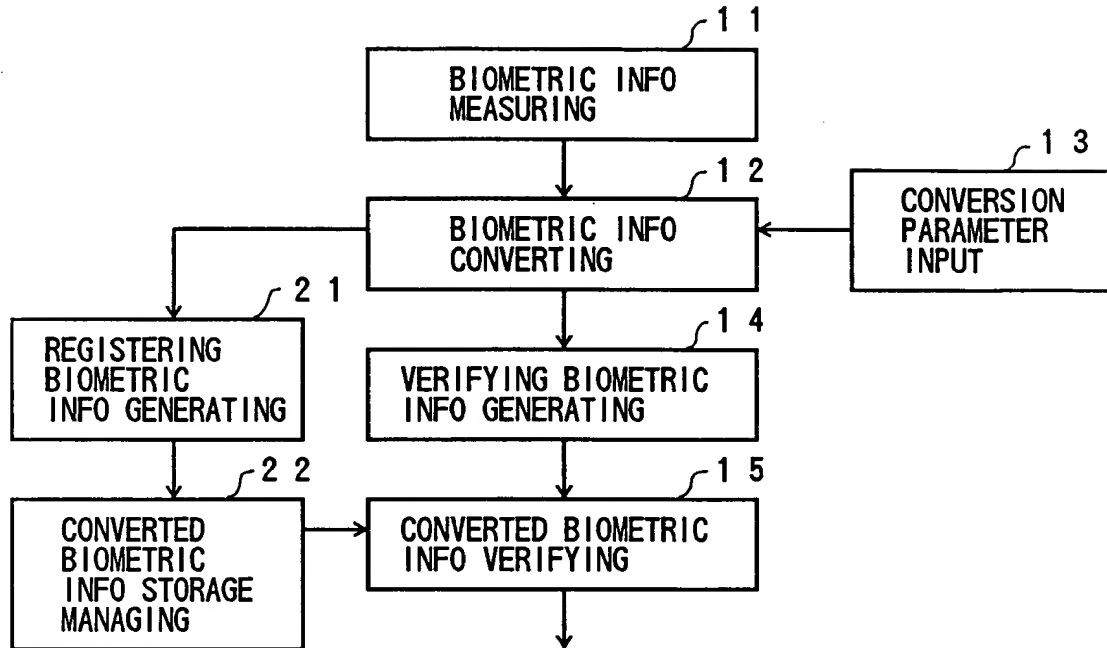 11
BIOMETRIC INFO
MEASURING
12
BIOMETRIC INFO
CONVERTING
13
CONVERSION
PARAMETER
INPUT
21
REGISTERING
BIOMETRIC
INFO GENERATING
14
VERIFYING BIOMETRIC
INFO GENERATING
22
CONVERTED
BIOMETRIC
INFO STORAGE
MANAGING
15
CONVERTED BIOMETRIC
INFO VERIFYING